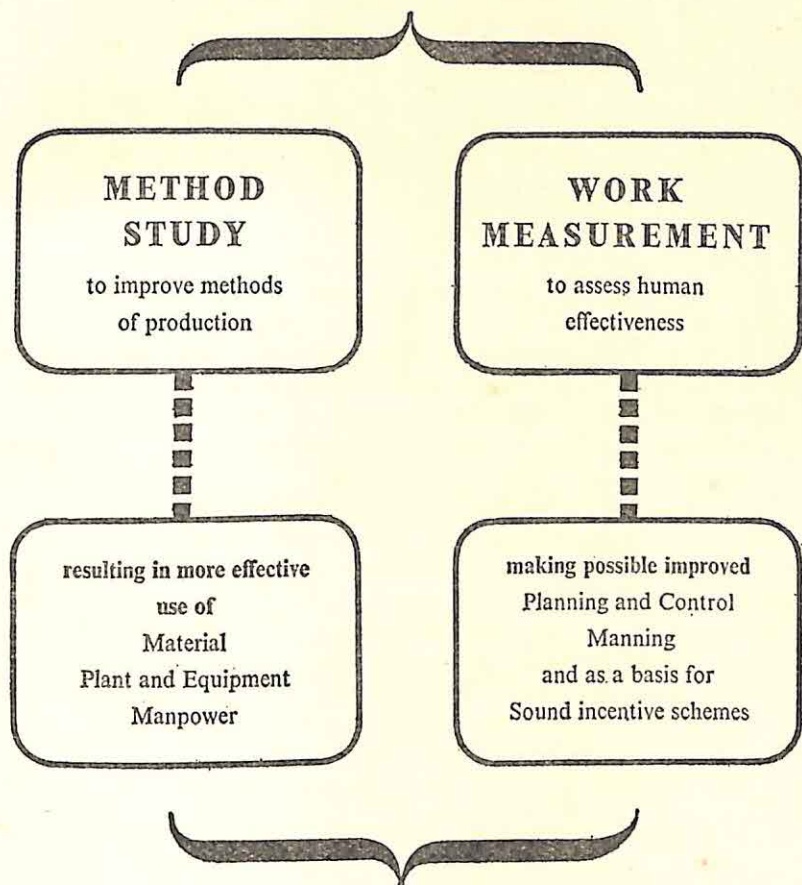 METHOD
STUDY
to improve methods
of production
WORK
MEASUREMENT
to assess human
effectiveness
resulting in more effective
use of
Material
Plant and Equipment
Manpower
making possible improved
Planning and Control
Manning
and as a basis for
Sound incentive schemes